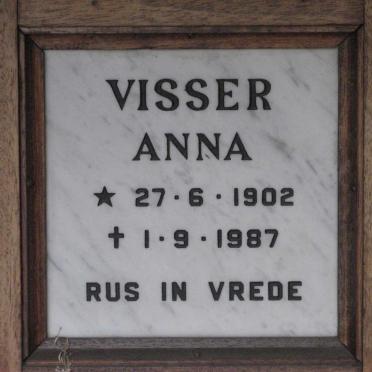 VISSER
ANNA
★ 27·6·1902
✝ 1·9·1987
RUS IN VREDE